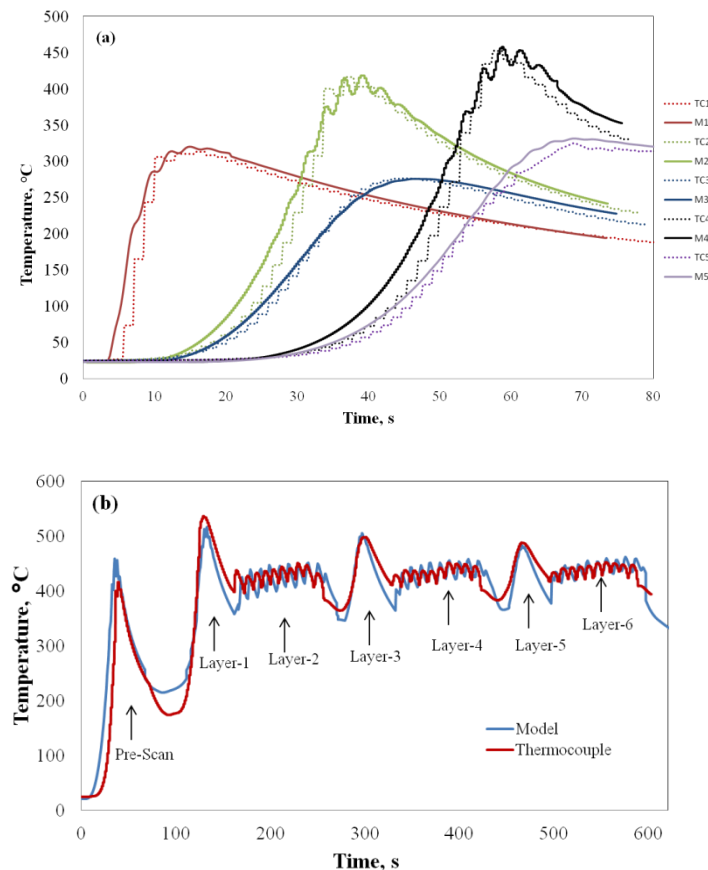 (a)
Temperature, °C
500
450
400
350
300
250
200
150
100
50
0
0 10 20 30 40 50 60 70 80
Time, s
TC1
M1
TC2
M2
TC3
M3
TC4
M4
TC5
M5
(b)
Temperature, °C
600
500
400
300
200
100
0
Layer-1
Layer-2
Layer-3
Layer-4
Layer-5
Layer-6
Pre-Scan
Model
Thermocouple
0 100 200 300 400 500 600
Time, s